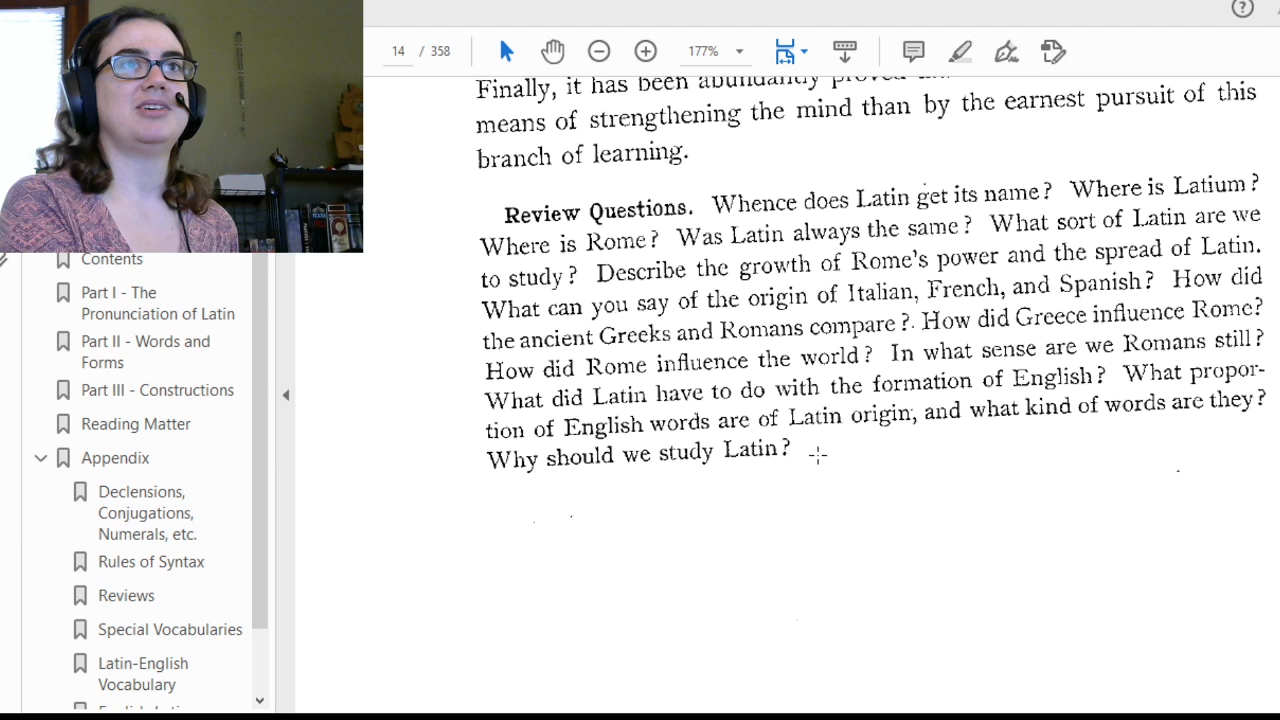 14 / 358
177%
Finally, it has been abundantly
means of strengthening the mind than by the earnest pursuit of this
branch of learning.
Review Questions. Whence does Latin get its name? Where is Latium?
Where is Rome? Was Latin always the same? What sort of Latin are we
to study? Describe the growth of Rome's power and the spread of Latin.
What can you say of the origin of Italian, French, and Spanish? How did
the ancient Greeks and Romans compare? How did Greece influence Rome?
How did Rome influence the world? In what sense are we Romans still?
What did Latin have to do with the formation of English? What propor-
tion of English words are of Latin origin, and what kind of words are they?
Why should we study Latin?
Contents
Part I - The
Pronunciation of Latin
Part II - Words and
Forms
Part III - Constructions
Reading Matter
Appendix
Declensions,
Conjugations,
Numerals, etc.
Rules of Syntax
Reviews
Special Vocabularies
Latin-English
Vocabulary